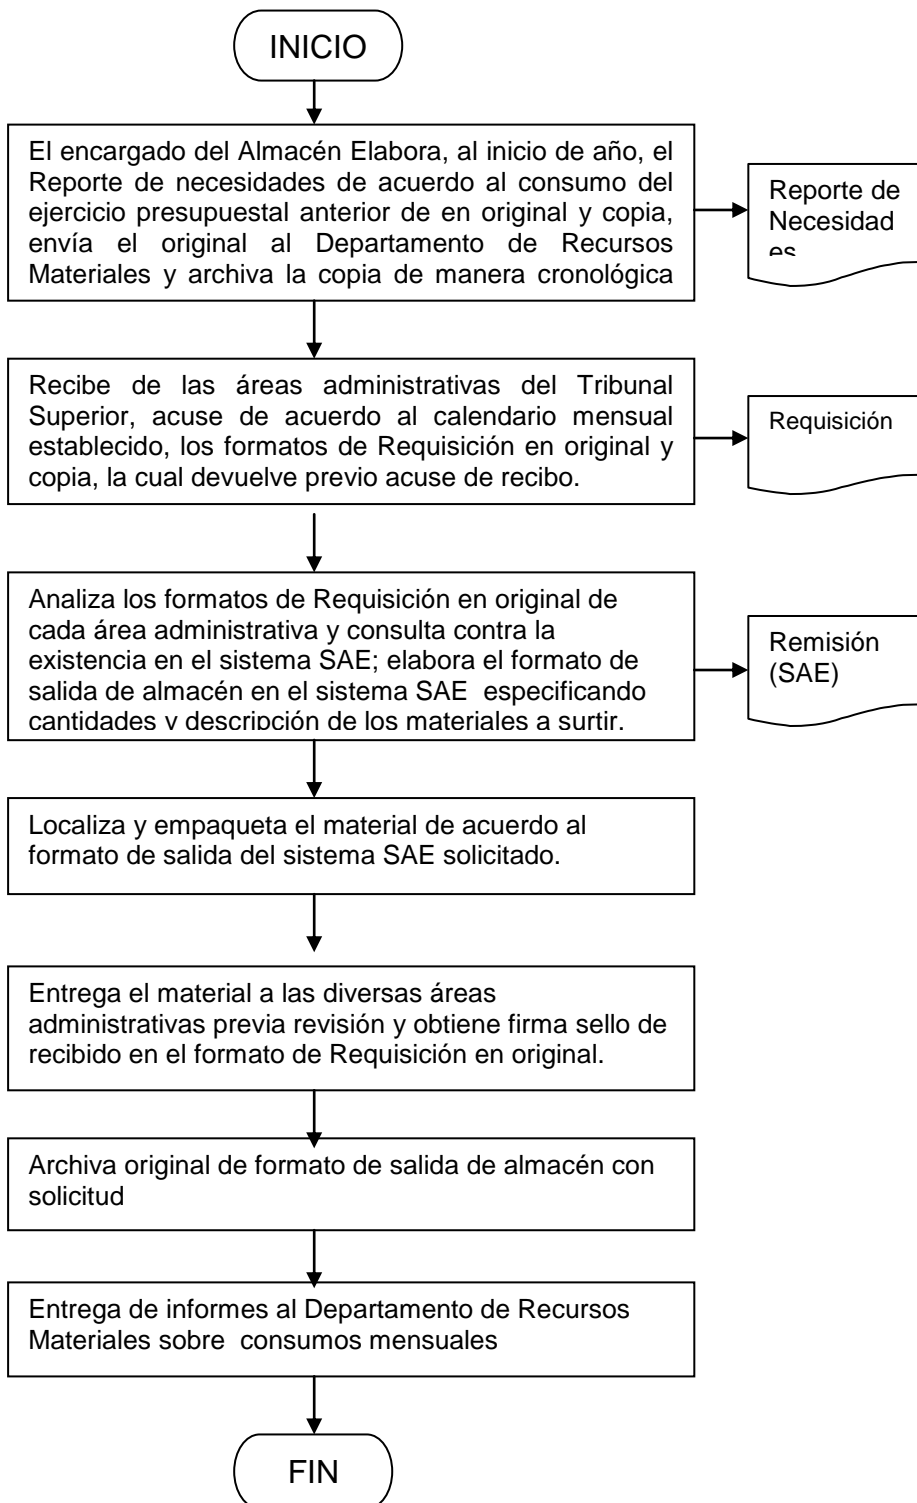 INICIO
El encargado del Almacén Elabora, al inicio de año, el
Reporte de necesidades de acuerdo al consumo del
ejercicio presupuestal anterior de en original y copia,
envía el original al Departamento de Recursos
Materiales y archiva la copia de manera cronológica
Reporte de
Necesidad
es
Recibe de las áreas administrativas del Tribunal
Superior, acuse de acuerdo al calendario mensual
establecido, los formatos de Requisición en original y
copia, la cual devuelve previo acuse de recibo.
Requisición
Analiza los formatos de Requisición en original de
cada área administrativa y consulta contra la
existencia en el sistema SAE; elabora el formato de
salida de almacén en el sistema SAE especificando
cantidades y descripción de los materiales a surtir.
Remisión
(SAE)
Localiza y empaqueta el material de acuerdo al
formato de salida del sistema SAE solicitado.
Entrega el material a las diversas áreas
administrativas previa revisión y obtiene firma sello de
recibido en el formato de Requisición en original.
Archiva original de formato de salida de almacén con
solicitud
Entrega de informes al Departamento de Recursos
Materiales sobre consumos mensuales
FIN